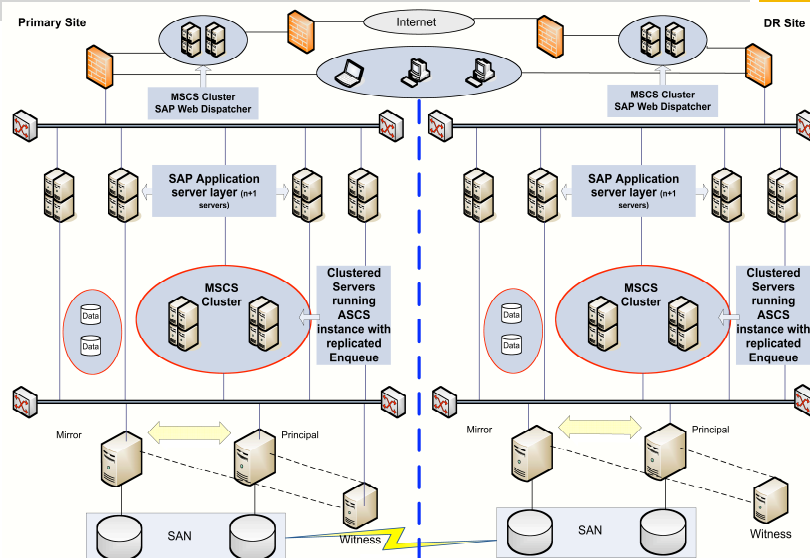 Primary Site
Internet
DR Site
MSCS Cluster
SAP Web Dispatcher
MSCS Cluster
SAP Web Dispatcher
SAP Application
server layer (n+1
servers)
SAP Application
server layer (n+1
servers)
Data
Data
MSCS
Cluster
Clustered
Servers
running
ASCS
instance with
replicated
Enqueue
Data
Data
MSCS
Cluster
Clustered
Servers
running
ASCS
instance with
replicated
Enqueue
Mirror
Principal
Witness
SAN
Mirror
Principal
Witness
SAN